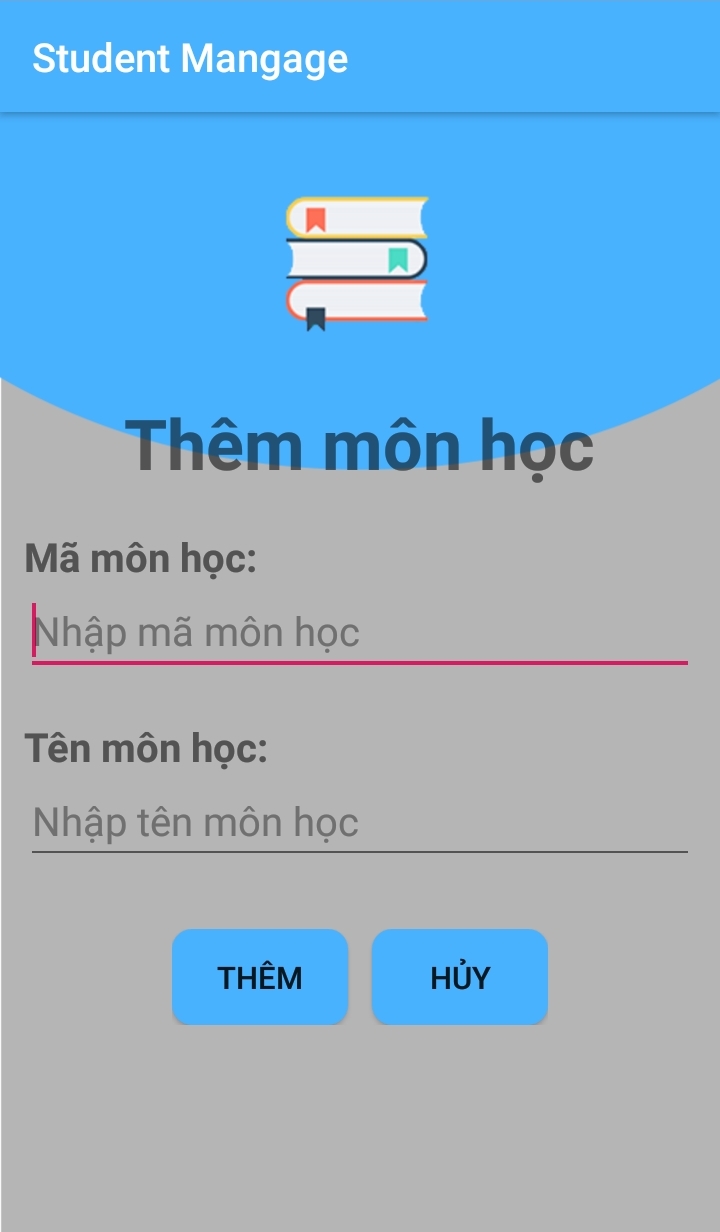 Student Mangage
Thêm môn học
Mã môn học:
Nhập mã môn học
Tên môn học:
Nhập tên môn học
THÊM
HỦY